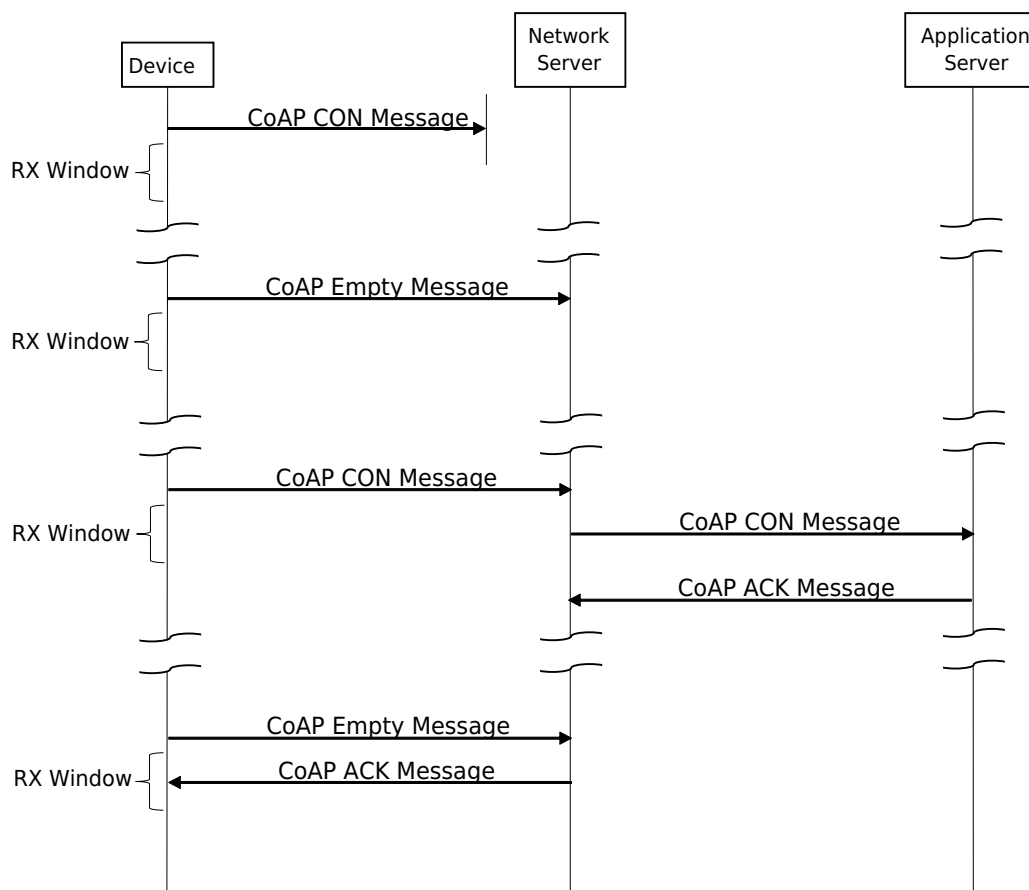 Device
Network
Server
Application
Server
CoAP CON Message
RX Window
CoAP Empty Message
RX Window
CoAP CON Message
RX Window
CoAP CON Message
CoAP ACK Message
CoAP Empty Message
RX Window
CoAP ACK Message